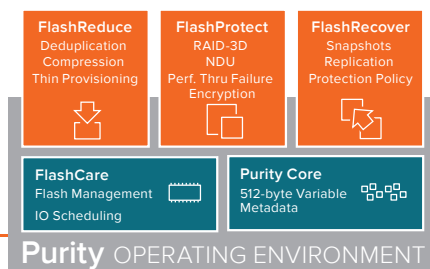 FlashReduce
Deduplication
Compression
Thin Provisioning
FlashProtect
RAID-3D
NDU
Perf. Thru Failure
Encryption
FlashRecover
Snapshots
Replication
Protection Policy
FlashCare
Flash Management
IO Scheduling
Purity Core
512-byte Variable
Metadata
Purity OPERATING ENVIRONMENT